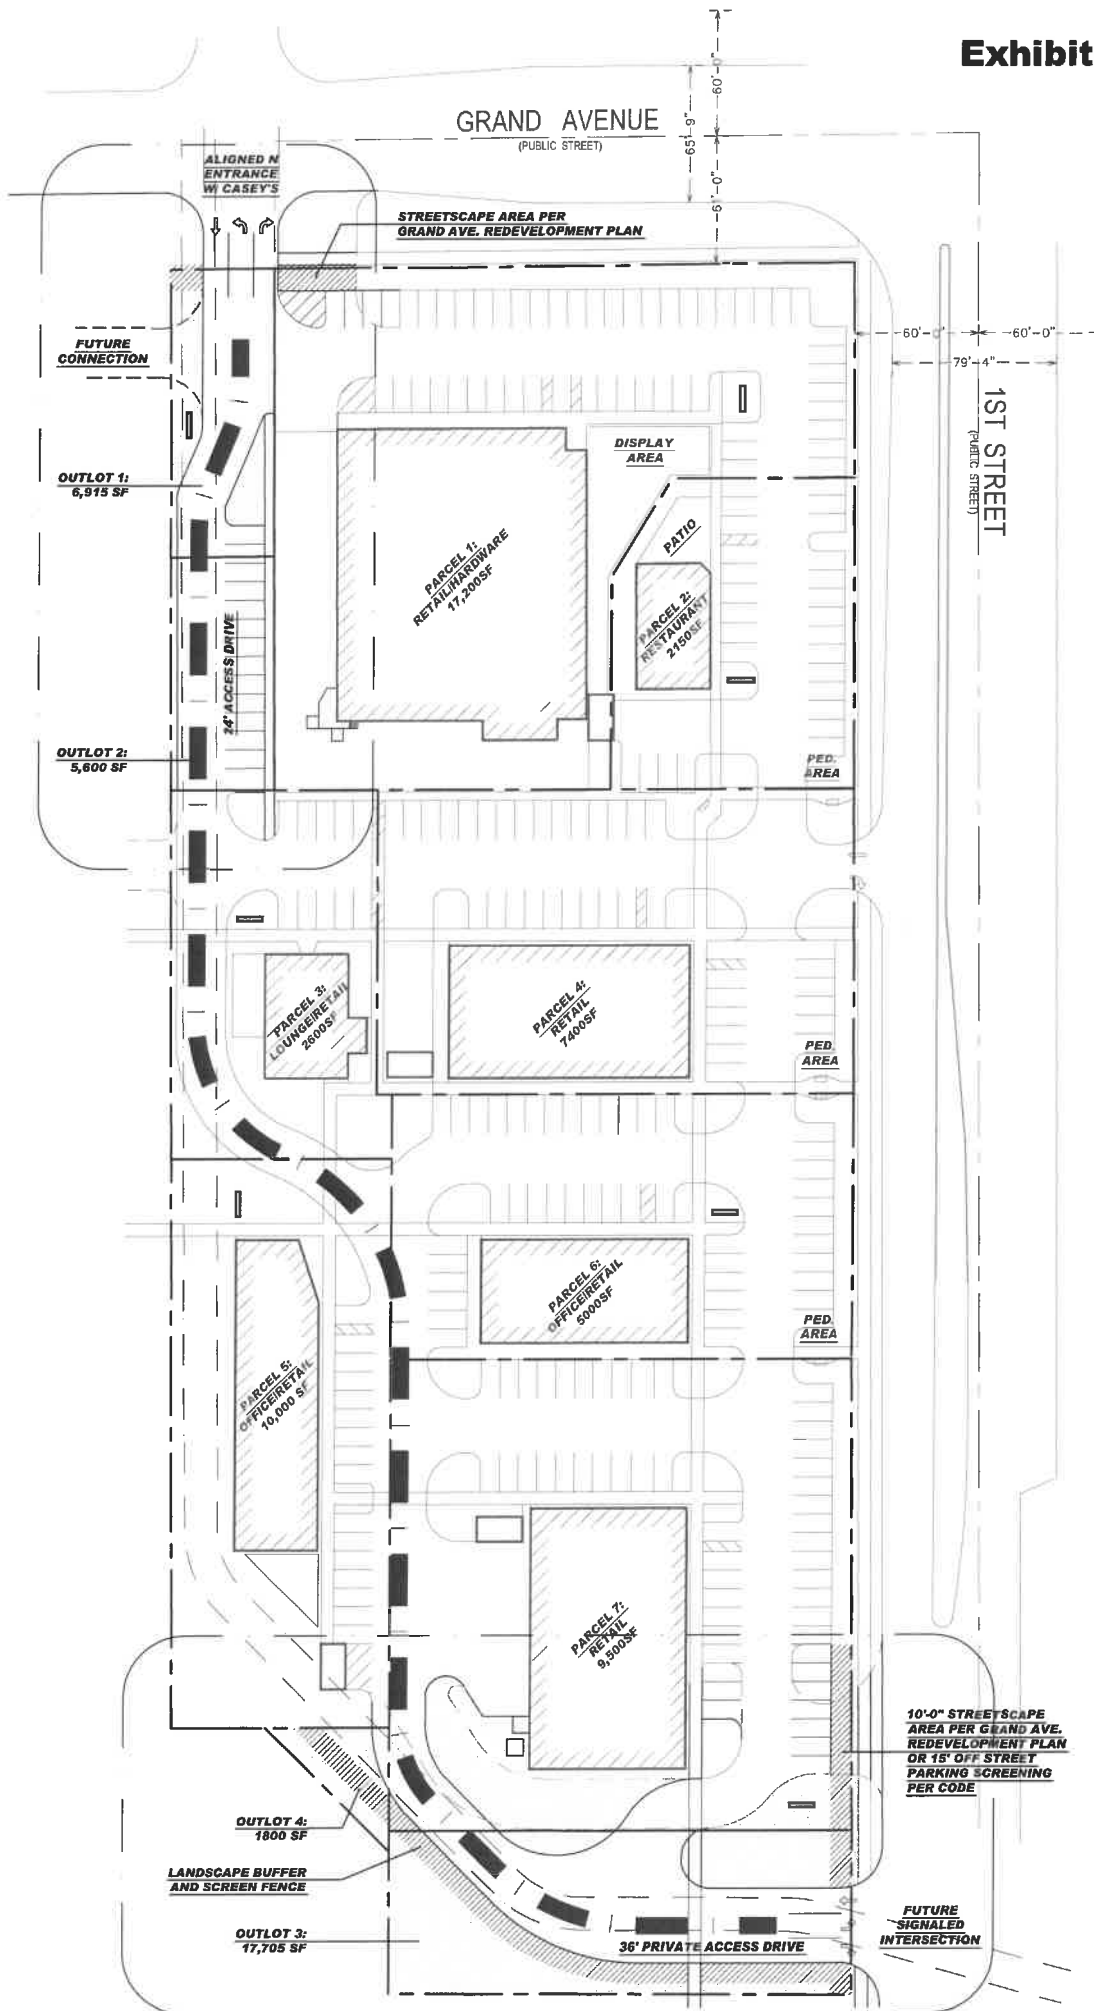 Exhibit
GRAND AVENUE
(PUBLIC STREET)
60'-0"
65'-9"
61'-0"
ALIGNED N
ENTRANCE
W/ CASEY'S
STREETSCAPE AREA PER
GRAND AVE. REDEVELOPMENT PLAN
FUTURE
CONNECTION
60'-0"
60'-0"
79'-4"
1ST STREET
(PUBLIC STREET)
DISPLAY
AREA
OUTLOT 1:
6,915 SF
PARCEL 1:
RETAIL/HARDWARE
17,200SF
PATIO
PARCEL 2:
RESTAURANT
2150SF
24' ACCESS DRIVE
OUTLOT 2:
5,600 SF
PED.
AREA
PARCEL 3:
LOUNGE/RETAIL
2600SF
PARCEL 4:
RETAIL
7400SF
PED.
AREA
PARCEL 6:
OFFICE/RETAIL
5000SF
PED.
AREA
PARCEL 5:
OFFICE/RETAIL
10,000 SF
PARCEL 7:
RETAIL
9,500SF
10'-0" STREETSCAPE
AREA PER GRAND AVE.
REDEVELOPMENT PLAN
OR 15' OFF STREET
PARKING SCREENING
PER CODE
OUTLOT 4:
1800 SF
LANDSCAPE BUFFER
AND SCREEN FENCE
OUTLOT 3:
17,705 SF
36' PRIVATE ACCESS DRIVE
FUTURE
SIGNALED
INTERSECTION